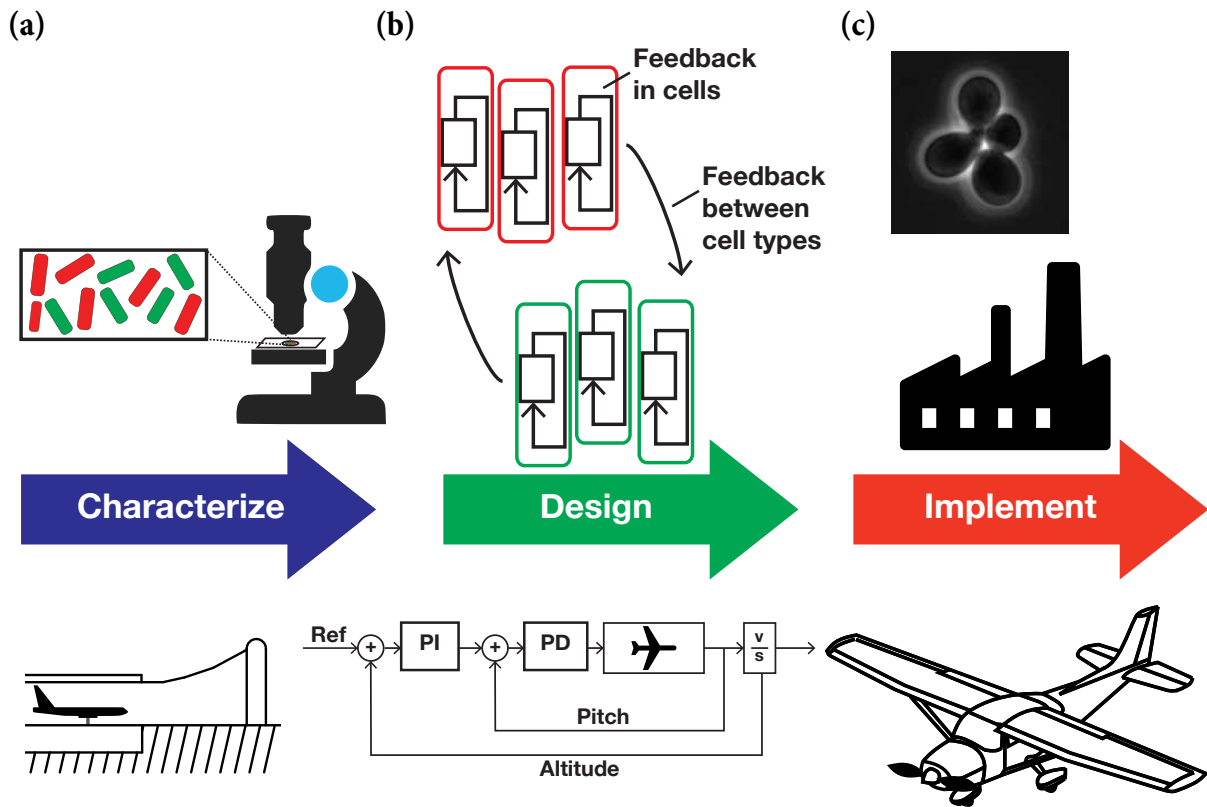 (a)
(b)
(c)
Feedback
in cells
Feedback
between
cell types
Characterize
Design
Implement
Ref
+
PI
+
PD
v
s
Pitch
Altitude